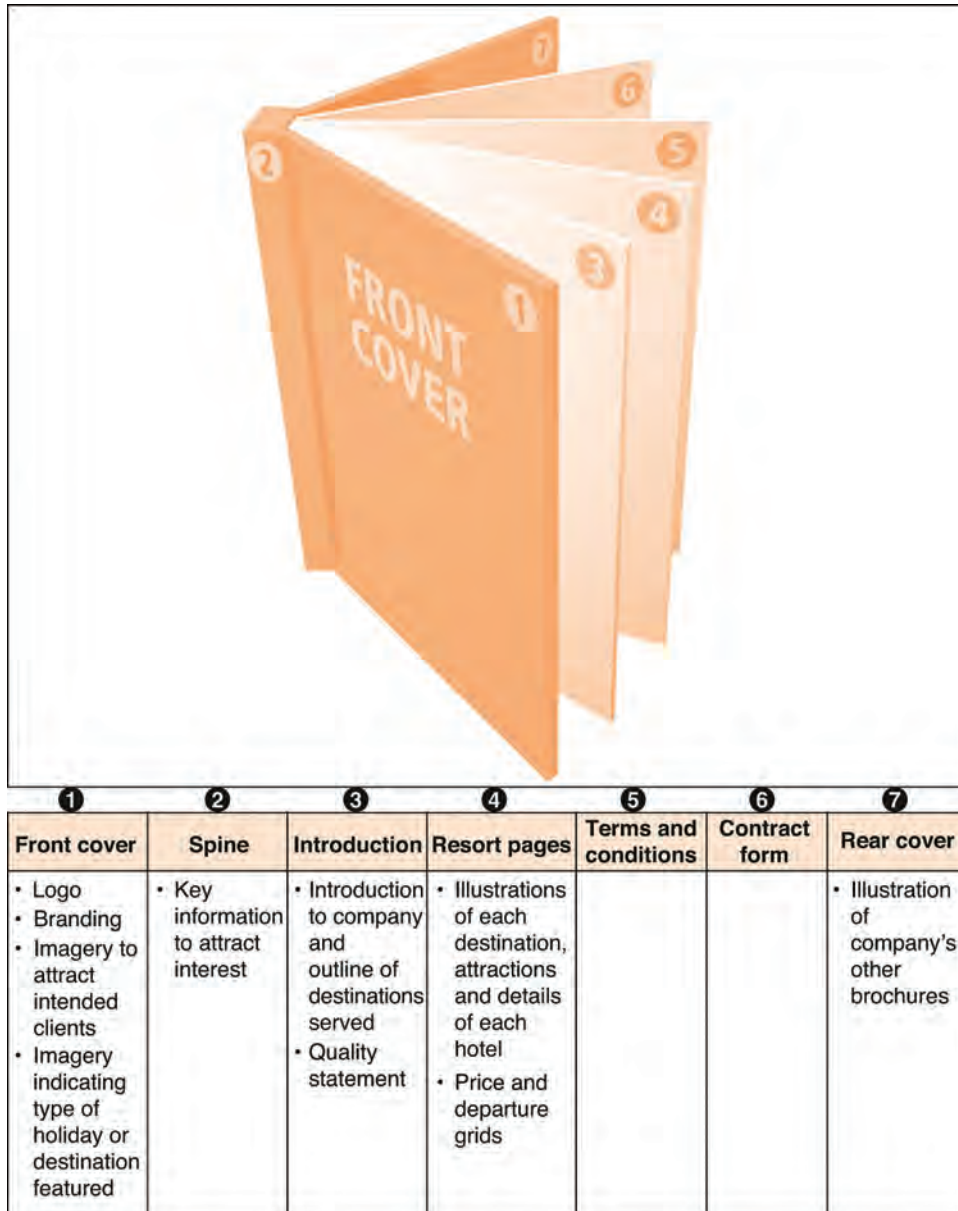 7
6
5
4
3
2
1
FRONT
COVER
1 2 3 4 5 6 7
Front cover
Spine
Introduction
Resort pages
Terms and
conditions
Contract
form
Rear cover
• Logo
• Branding
• Imagery to
attract
intended
clients
• Imagery
indicating
type of
holiday or
destination
featured
• Key
information
to attract
interest
• Introduction
to company
and
outline of
destinations
served
• Quality
statement
• Illustrations
of each
destination,
attractions
and details
of each
hotel
• Price and
departure
grids
• Illustration
of
company's
other
brochures